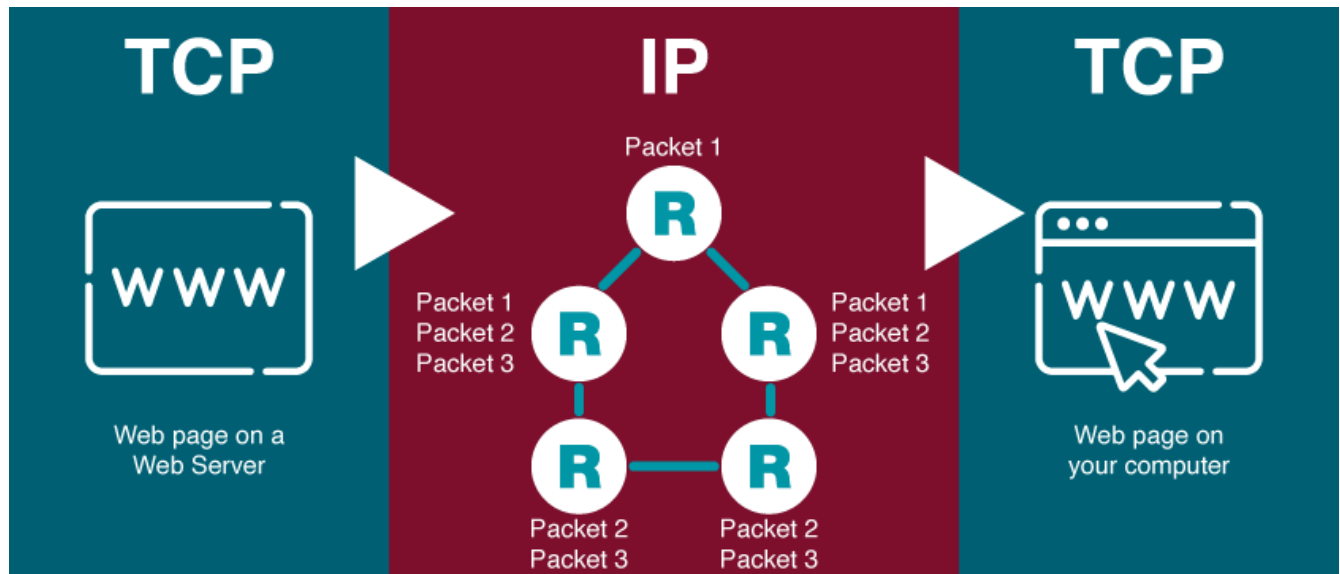 TCP
IP
TCP
WWW
Web page on a
Web Server
Packet 1
R
Packet 1
Packet 2
Packet 3
R
R
Packet 1
Packet 2
Packet 3
R
R
Packet 2
Packet 3
Packet 2
Packet 3
WWW
Web page on
your computer